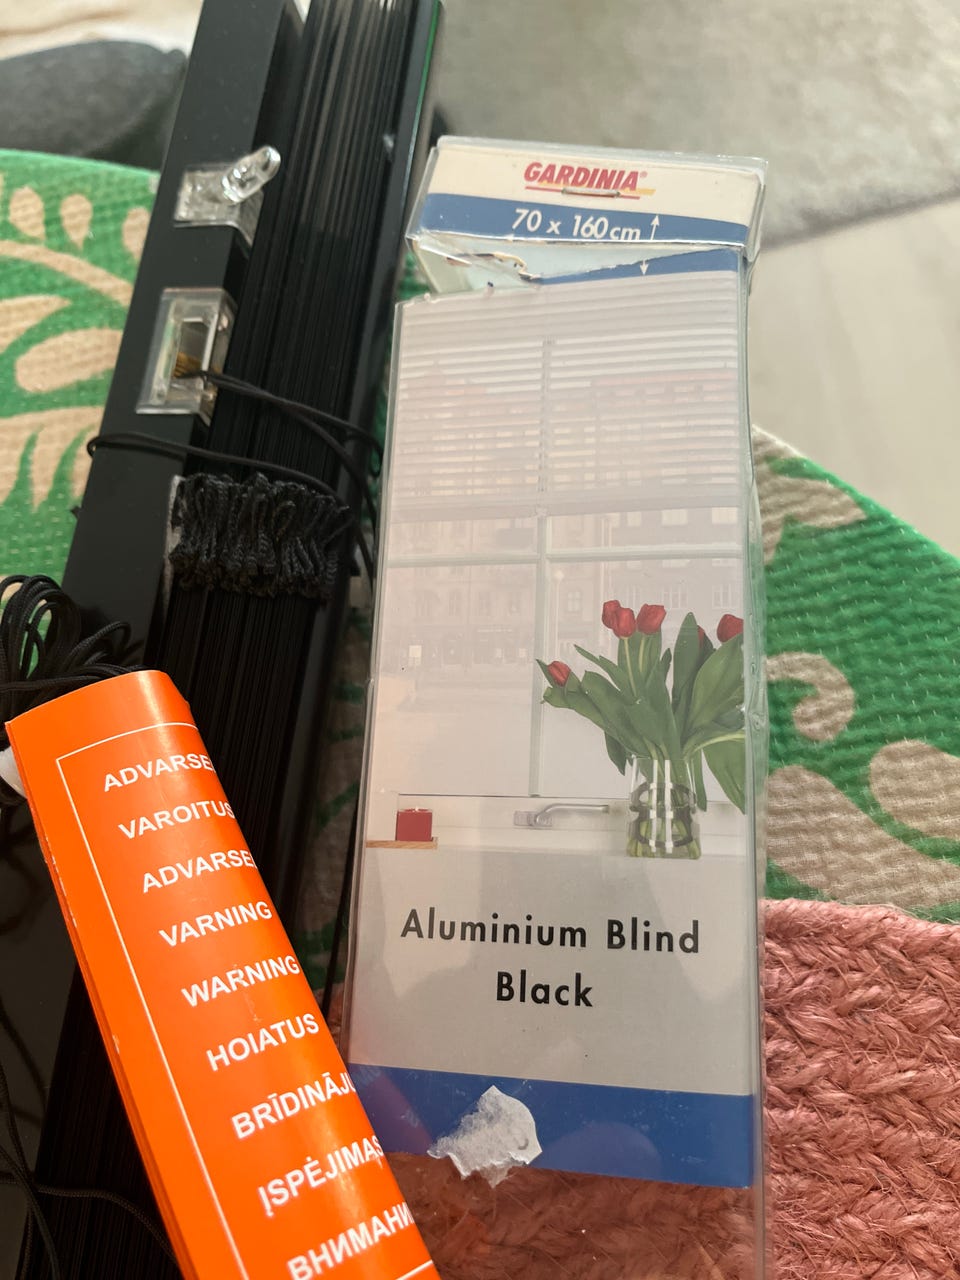 GARDINIA®
70 x 160 cm
Aluminium Blind
Black
VAROITUS
VARNING
WARNING
HOIATUS